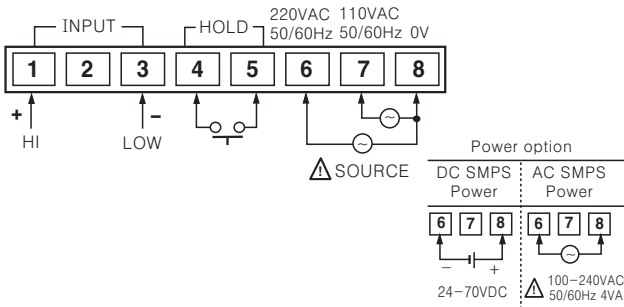 INPUT HOLD 220VAC 110VAC
50/60Hz 50/60Hz 0V
1 2 3 4 5 6 7 8
+ −
HI LOW
SOURCE
Power option
DC SMPS AC SMPS
Power Power
6 7 8 6 7 8
− +
24-70VDC 100-240VAC
50/60Hz 4VA